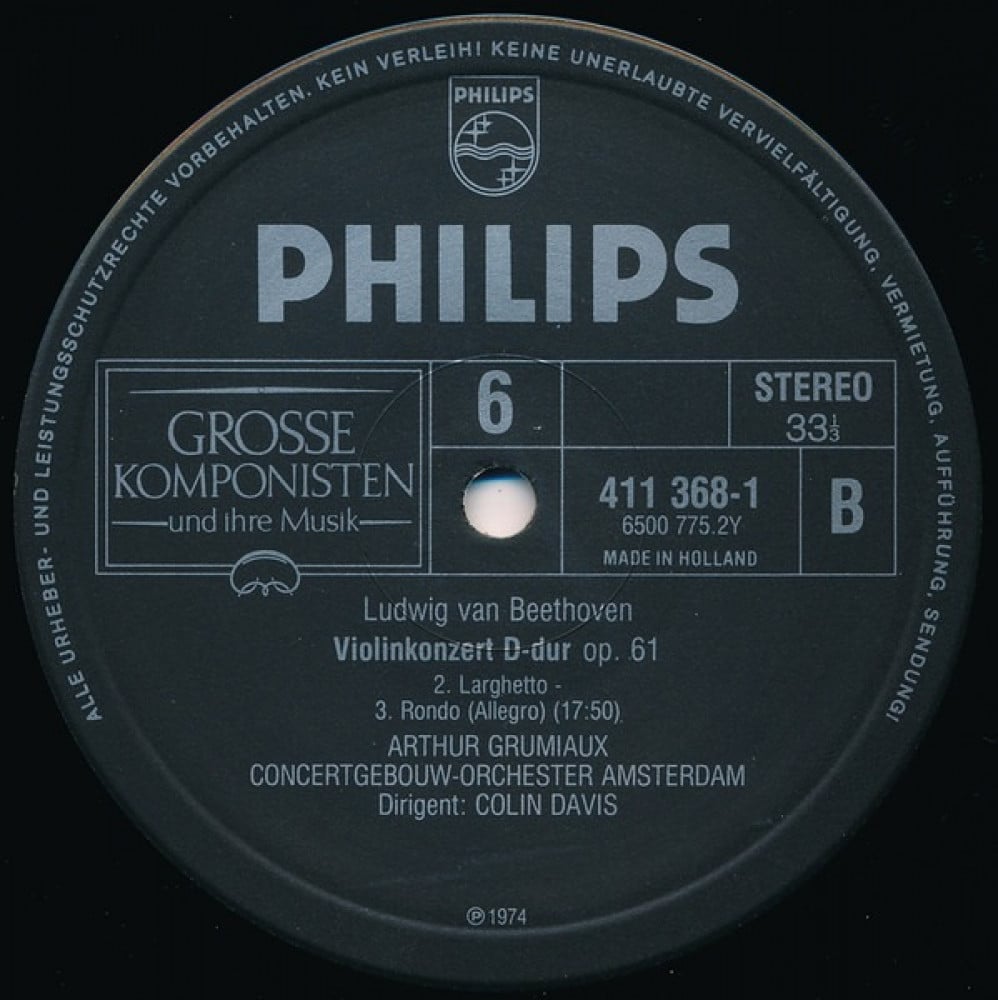 ALLE URHEBER- UND LEISTUNGSSCHUTZRECHTE VORBEHALTEN. KEIN VERLEIH! KEINE UNERLAUBTE VERVIELFÄLTIGUNG, VERMIETUNG, AUFFÜHRUNG, SENDUNG!
PHILIPS
PHILIPS
GROSSE
KOMPONISTEN
und ihre Musik
6
STEREO
33⅓
411 368-1
6500 775.2Y
MADE IN HOLLAND
B
Ludwig van Beethoven
Violinkonzert D-dur op. 61
2. Larghetto -
3. Rondo (Allegro) (17:50)
ARTHUR GRUMIAUX
CONCERTGEBOUW-ORCHESTER AMSTERDAM
Dirigent: COLIN DAVIS
℗ 1974